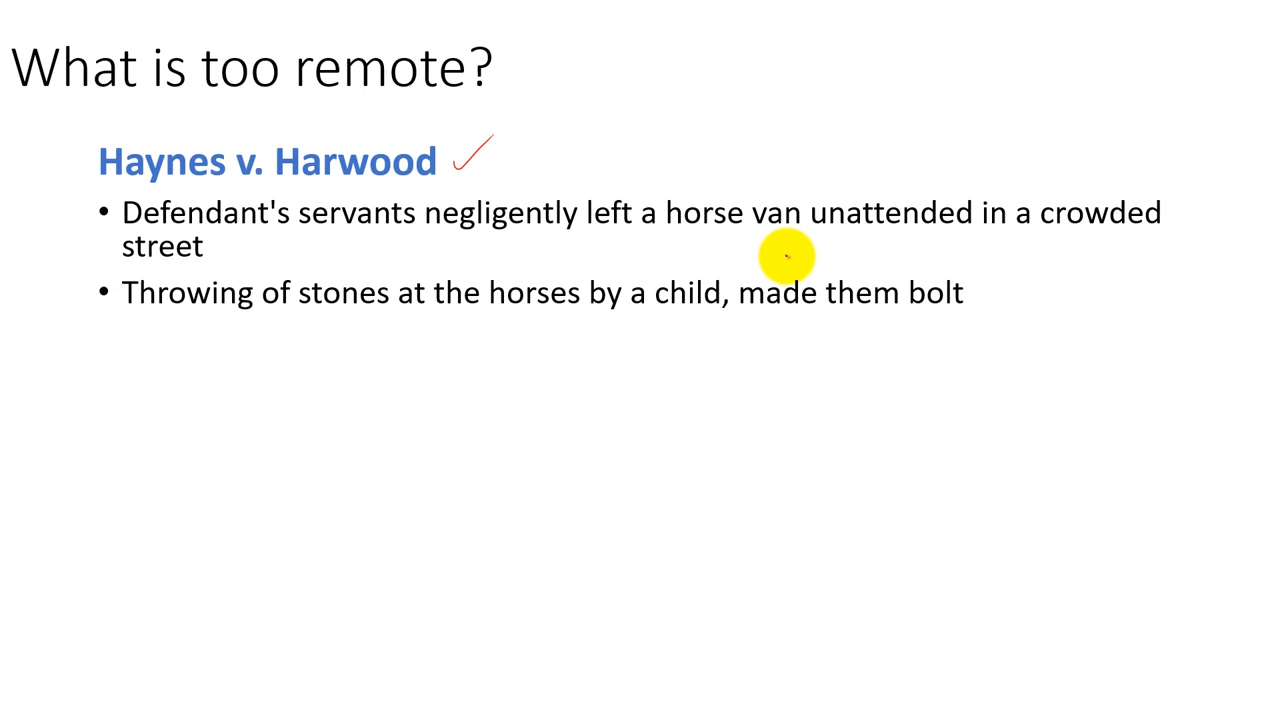 What is too remote?
Haynes v. Harwood
• Defendant's servants negligently left a horse van unattended in a crowded
street
• Throwing of stones at the horses by a child, made them bolt